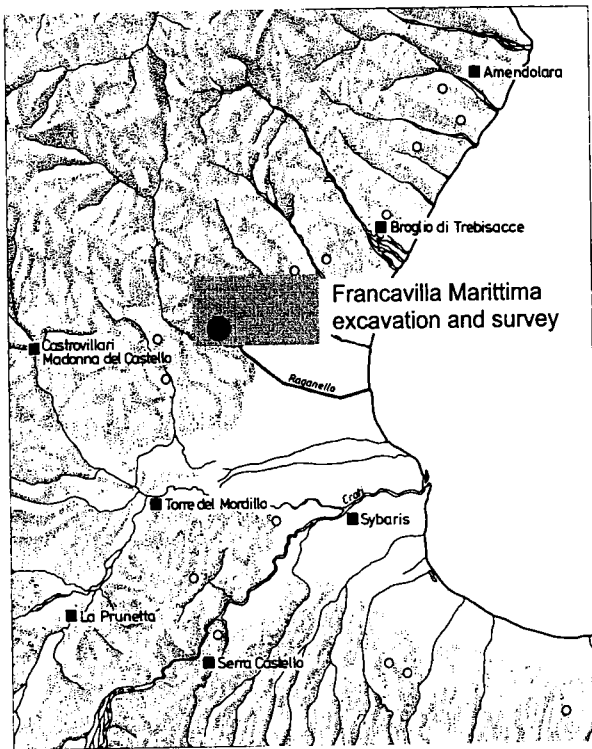 Amendolara
Broglio di Trebisacce
Francavilla Marittima
excavation and survey
Castrovillari
Madonna del Castello
Raganello
Torre del Mordillo
Crati
Sybaris
La Prunetta
Serra Castello